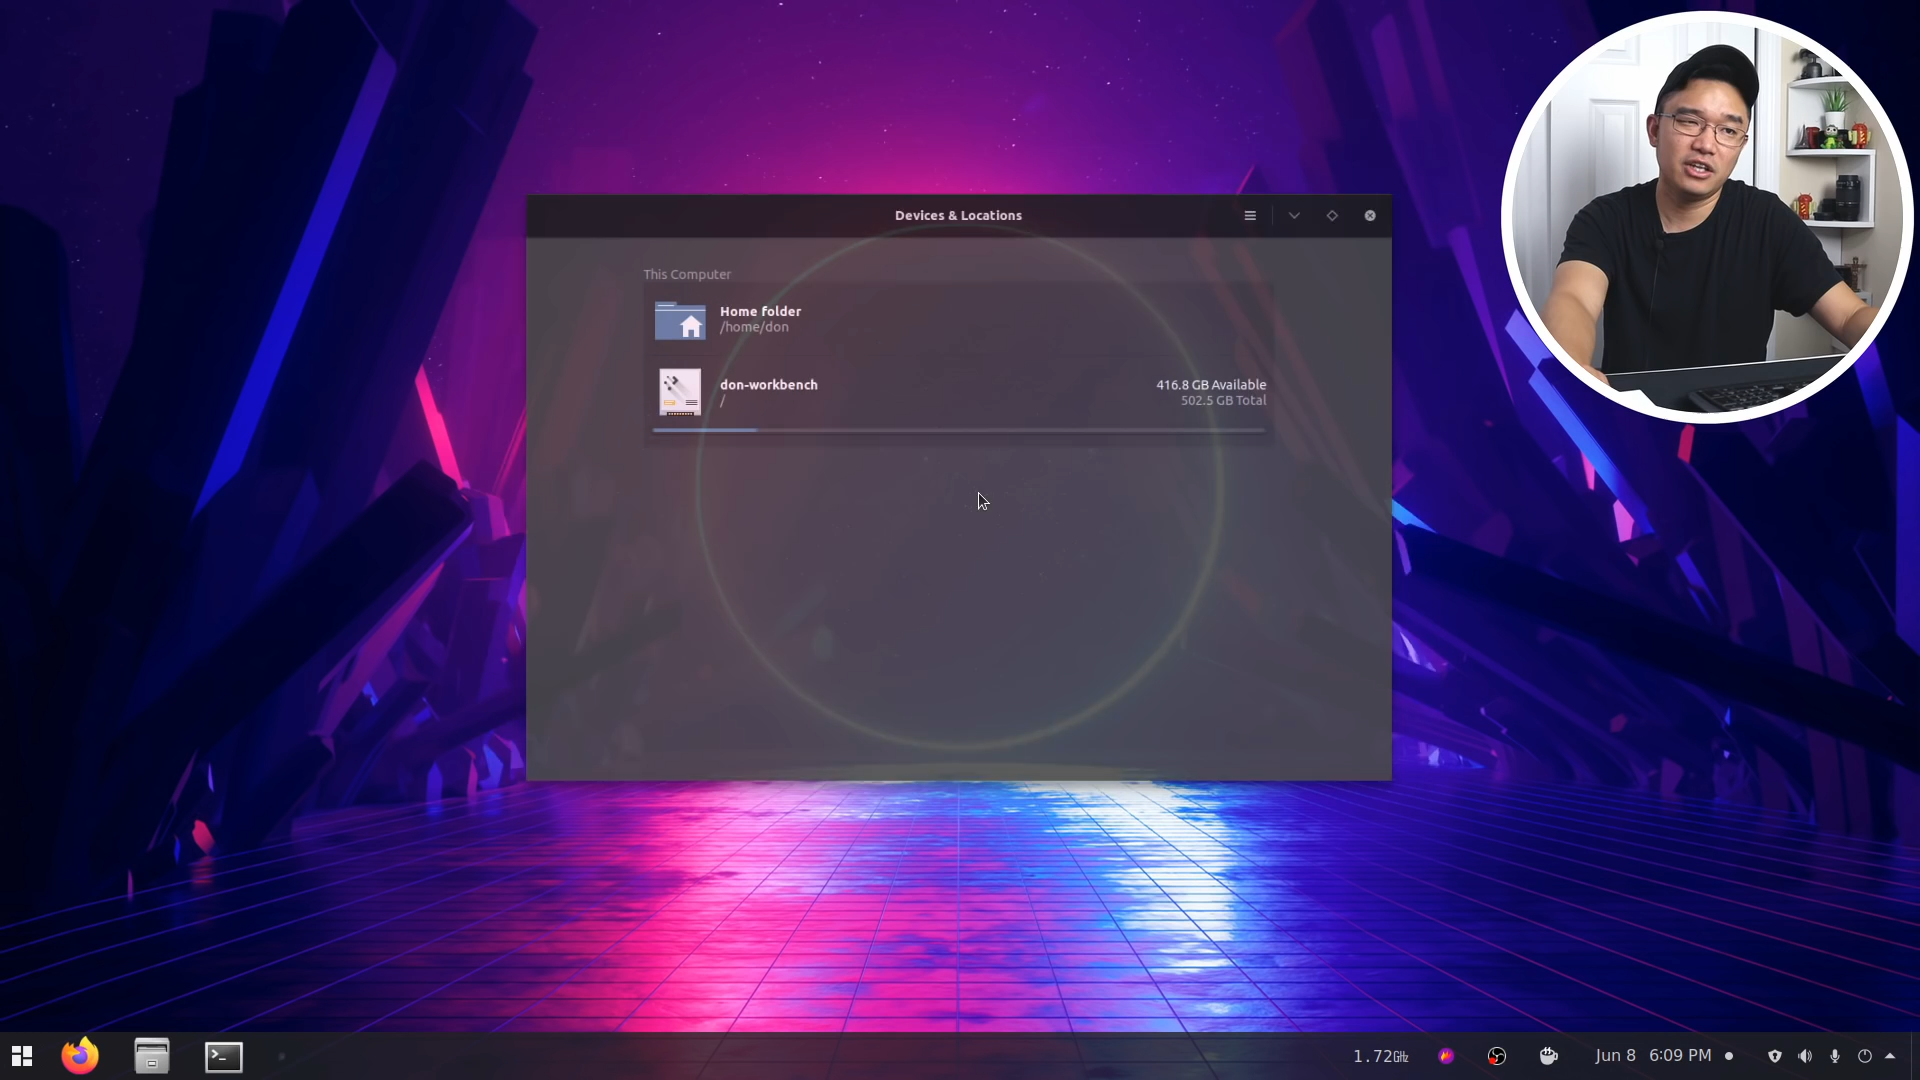 Devices & Locations
This Computer
Home folder
/home/don
don-workbench
/
416.8 GB Available
502.5 GB Total
1.72GHz
Jun 8 6:09 PM